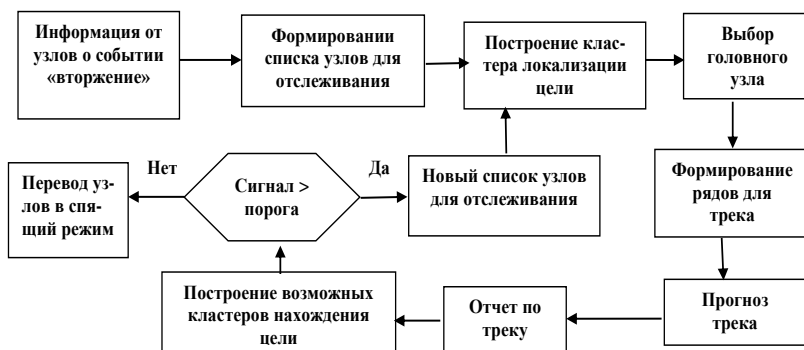 Информация от
узлов о событии
«вторжение»
Формировании
списка узлов для
отслеживания
Построение клас-
тера локализации
цели
Выбор
головного
узла
Перевод уз-
лов в спя-
щий режим
Нет
Сигнал >
порога
Да
Новый список узлов
для отслеживания
Формирование
рядов для
трека
Построение возможных
кластеров нахождения
цели
Отчет по
треку
Прогноз
трека